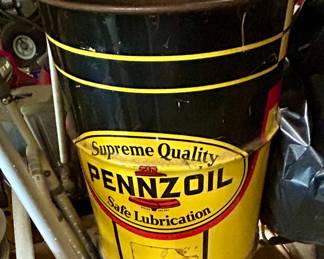 Supreme Quality
PENNZOIL
Safe Lubrication